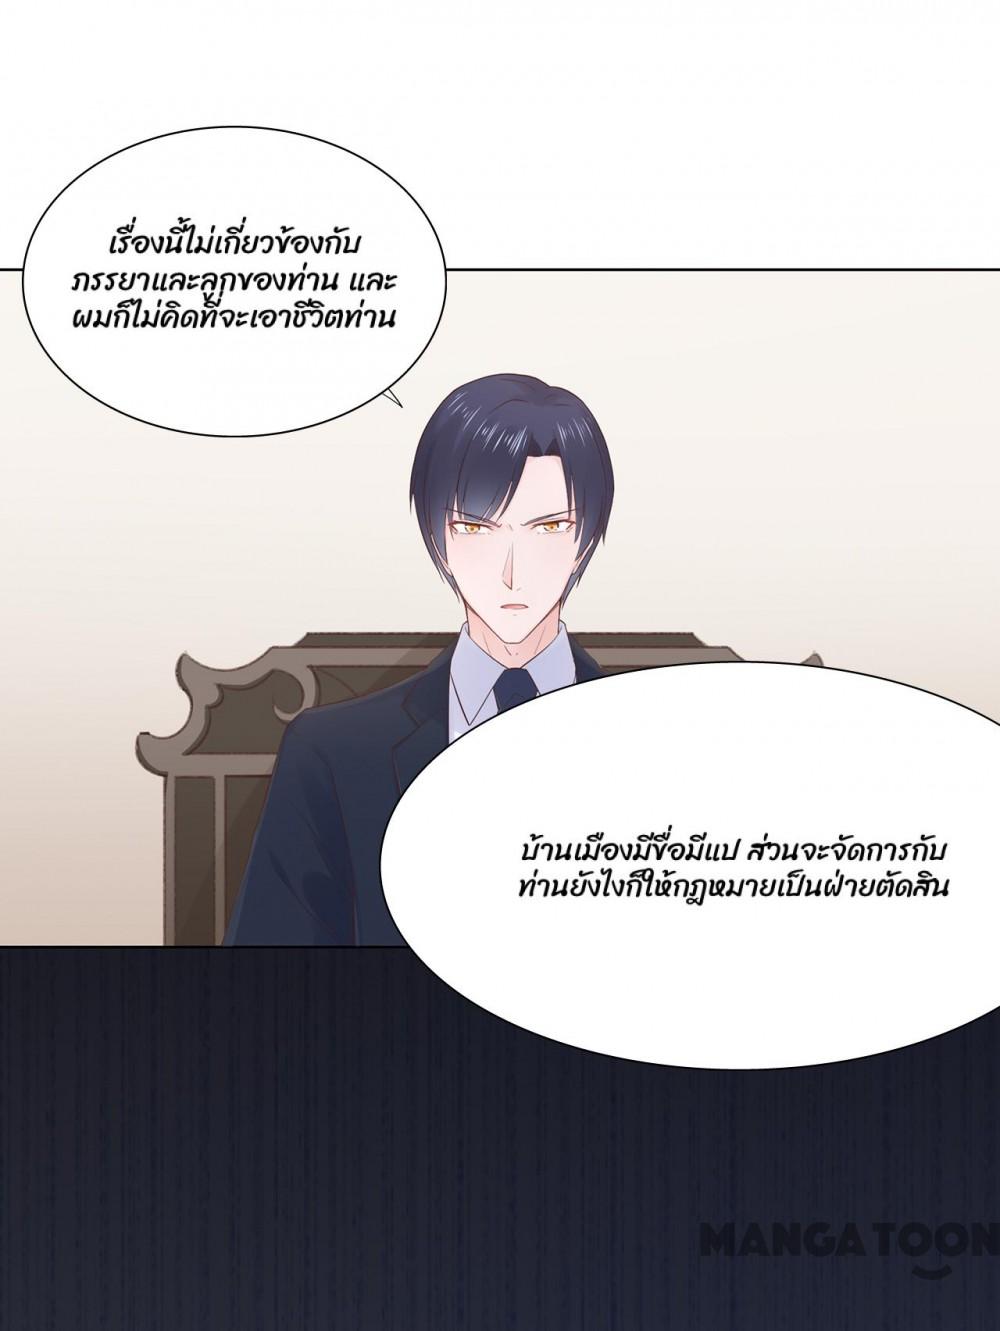 เรื่องนี้ไม่เกี่ยวข้องกับ
ภรรยาและลูกของท่าน และ
ผมก็ไม่คิดที่จะเอาชีวิตท่าน
บ้านเมืองมีขื่อมีแป ส่วนจะจัดการกับ
ท่านยังไงก็ให้กฎหมายเป็นฝ่ายตัดสิน
MANGA TOON